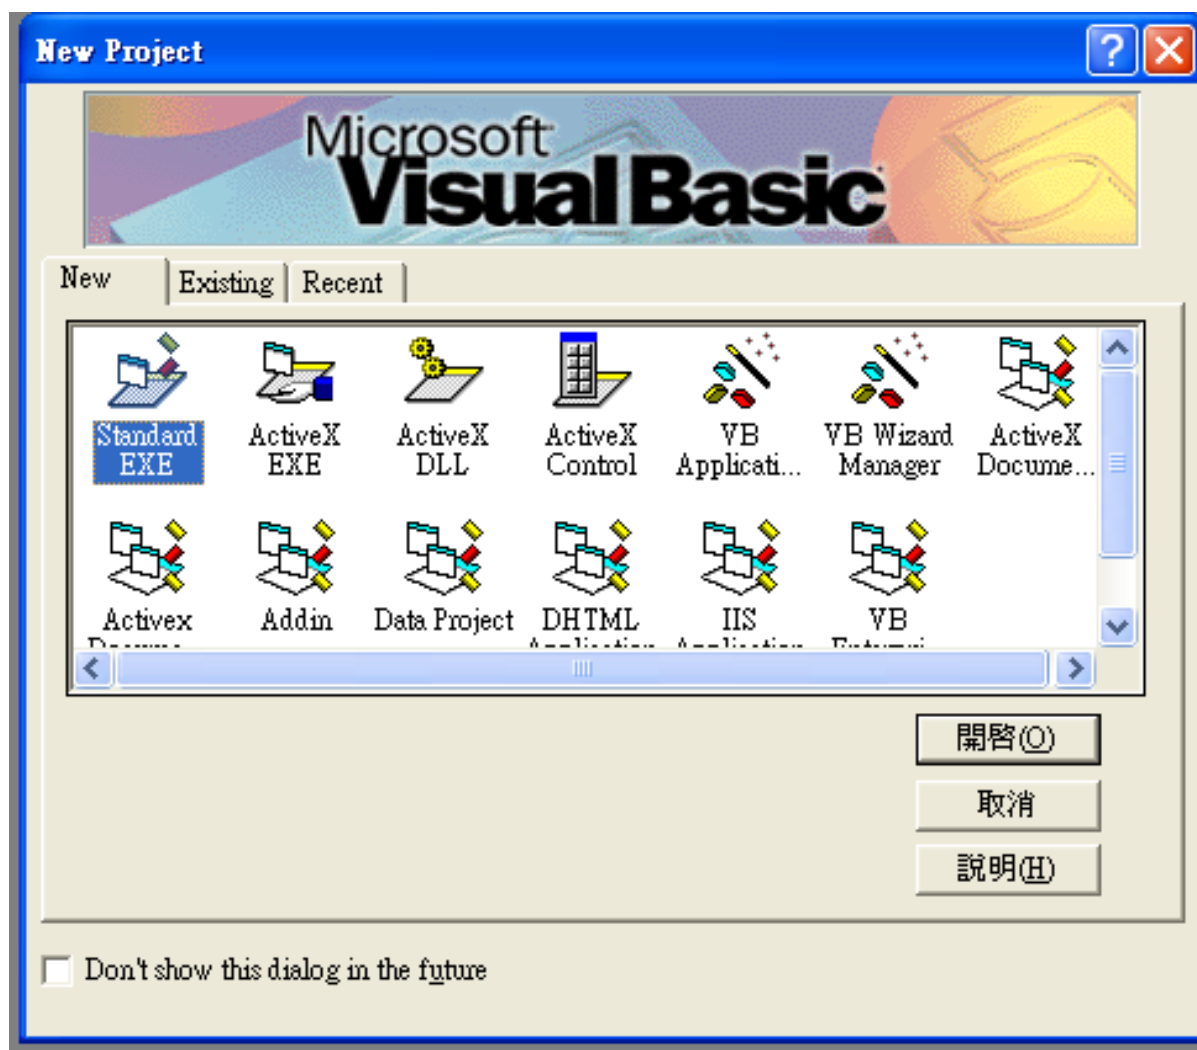 New Project
Microsoft
Visual Basic
New Existing Recent
Standard ActiveX ActiveX ActiveX VB VB Wizard ActiveX
EXE EXE DLL Control Applicati... Manager Docume...
Activex Addin Data Project DHTML IIS VB
開啓(O)
取消
說明(H)
Don't show this dialog in the future